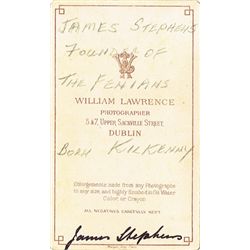 JAMES STEPHENS
FOUNDER OF
THE FENIANS
WILLIAM LAWRENCE
PHOTOGRAPHER
5 & 7, UPPER SACKVILLE STREET,
DUBLIN
BORN KILKENNY
Enlargements made from any Photographs
to any size, and highly finished in Oil Water
Color or Crayon
ALL NEGATIVES CAREFULLY KEPT
James Stephens